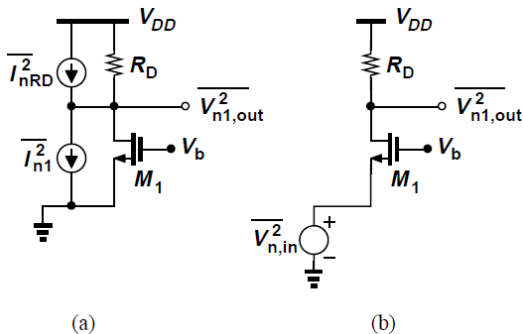 V_DD
I²_nRD
R_D
V²_n1,out
I²_n1
V_b
M_1
(a)
V_DD
R_D
V²_n1,out
V_b
M_1
V²_n,in
+
−
(b)